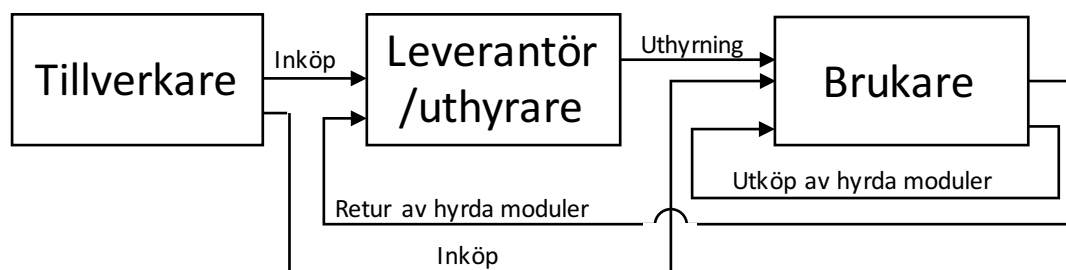 Tillverkare
Inköp
Leverantör
/uthyrare
Uthyrning
Brukare
Utköp av hyrda moduler
Retur av hyrda moduler
Inköp